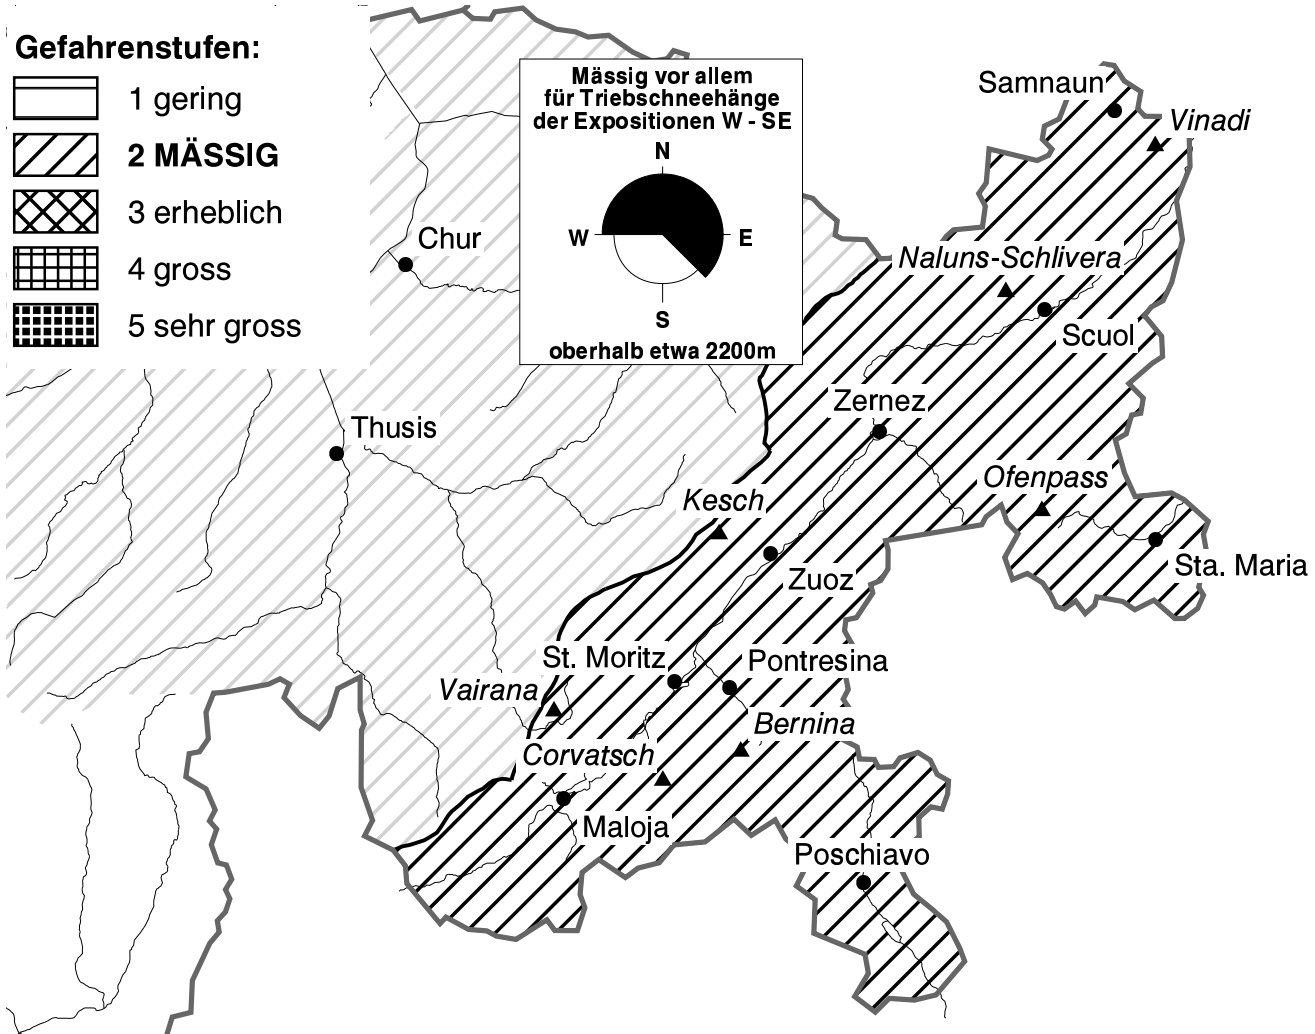 Gefahrenstufen:
1 gering
2 MÄSSIG
3 erheblich
4 gross
5 sehr gross
Mässig vor allem
für Triebschneehänge
der Expositionen W - SE
N
W
E
S
oberhalb etwa 2200m
Samnaun
Vinadi
Chur
Naluns-Schlivera
Scuol
Zernez
Thusis
Ofenpass
Kesch
Sta. Maria
Zuoz
St. Moritz
Pontresina
Vairana
Bernina
Corvatsch
Maloja
Poschiavo